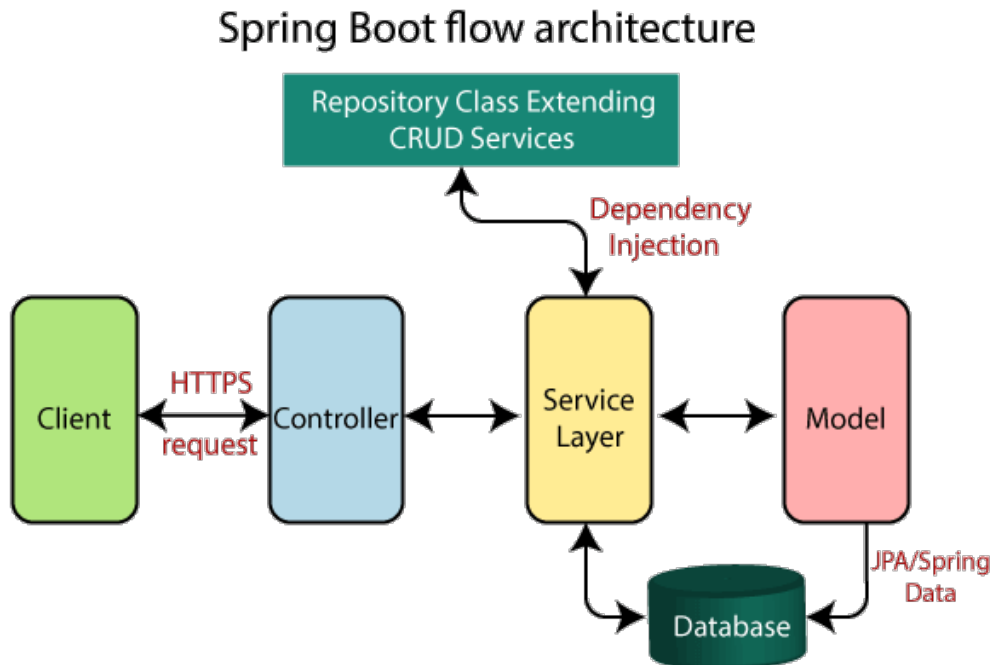 Spring Boot flow architecture
Repository Class Extending
CRUD Services
Dependency
Injection
Client
HTTPS
request
Controller
Service
Layer
Model
JPA/Spring
Data
Database